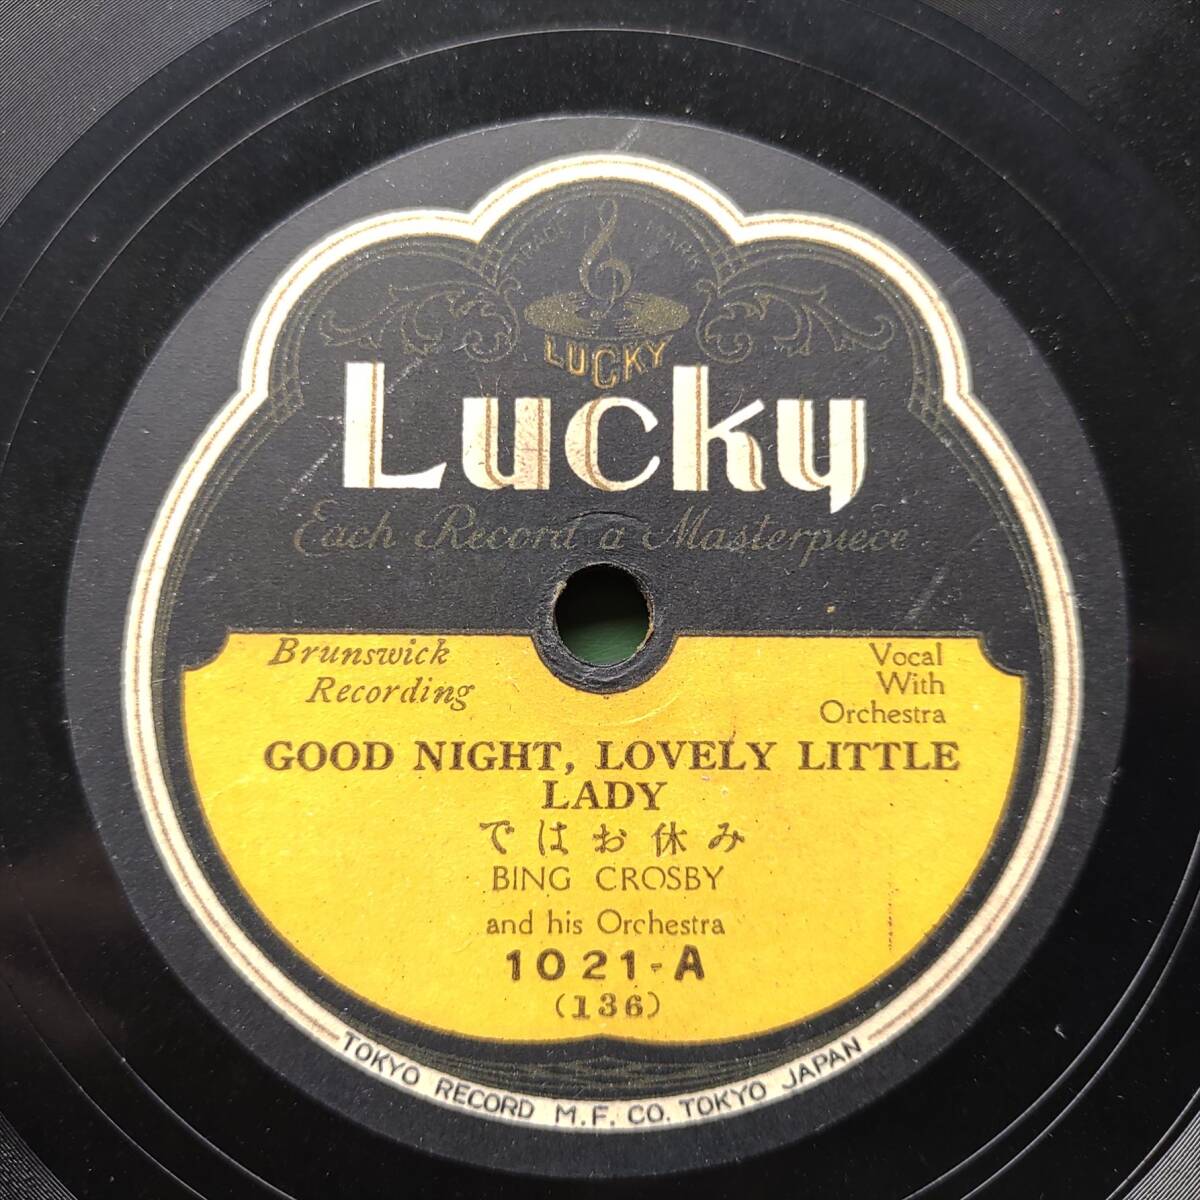 TRADE MARK
LUCKY
Lucky
Each Record a Masterpiece
Brunswick
Recording
Vocal
With
Orchestra
GOOD NIGHT, LOVELY LITTLE
LADY
ではお休み
BING CROSBY
and his Orchestra
1021-A
(136)
TOKYO RECORD M.F. CO. TOKYO JAPAN